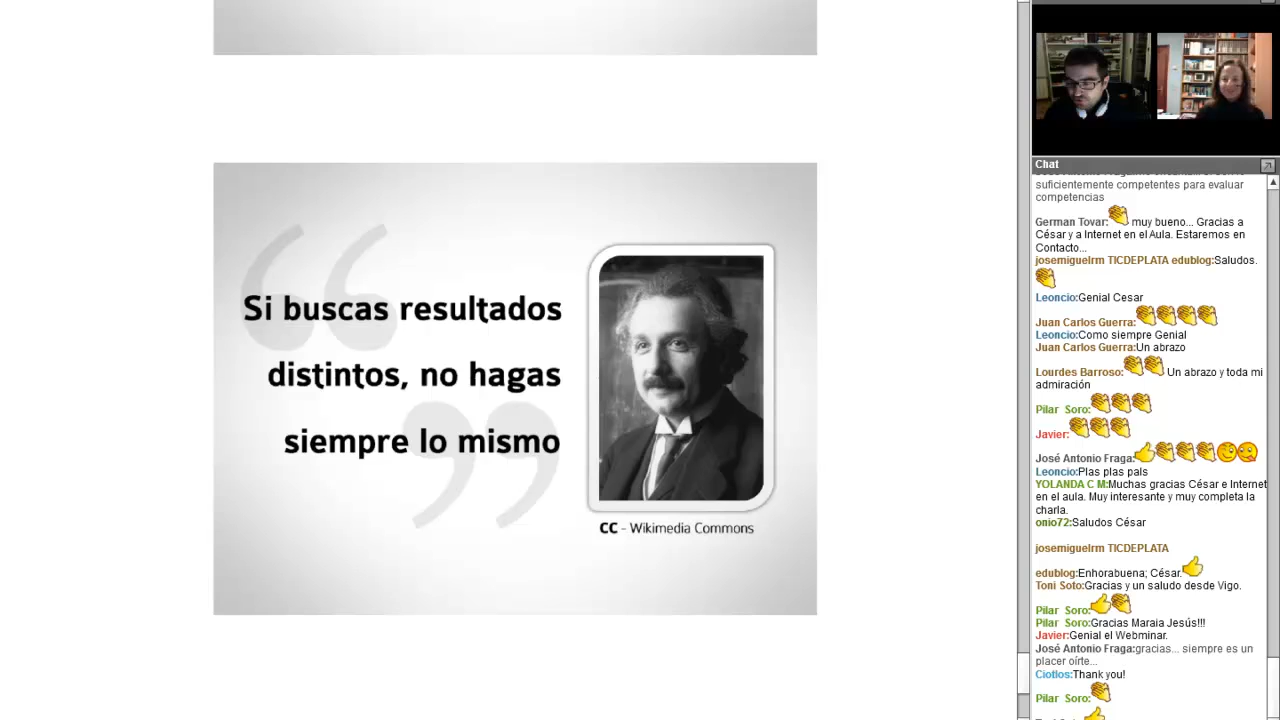 Si buscas resultados
distintos, no hagas
siempre lo mismo
CC - Wikimedia Commons
Chat
suficientemente competentes para evaluar
competencias
German Tovar: muy bueno... Gracias a
César y a Internet en el Aula. Estaremos en
Contacto...
josemiguelrm TICDEPLATA edublog:Saludos.
Leoncio:Genial Cesar
Juan Carlos Guerra:
Leoncio:Como siempre Genial
Juan Carlos Guerra:Un abrazo
Lourdes Barroso: Un abrazo y toda mi
admiración
Pilar Soro:
Javier:
José Antonio Fraga:
Leoncio:Plas plas pals
YOLANDA C M:Muchas gracias César e Internet
en el aula. Muy interesante y muy completa la
charla.
onio72:Saludos César
josemiguelrm TICDEPLATA
edublog:Enhorabuena; César.
Toni Soto:Gracias y un saludo desde Vigo.
Pilar Soro:
Pilar Soro:Gracias Maraia Jesús!!!
Javier:Genial el Webminar.
José Antonio Fraga:gracias... siempre es un
placer oírte...
Ciotlos:Thank you!
Pilar Soro: